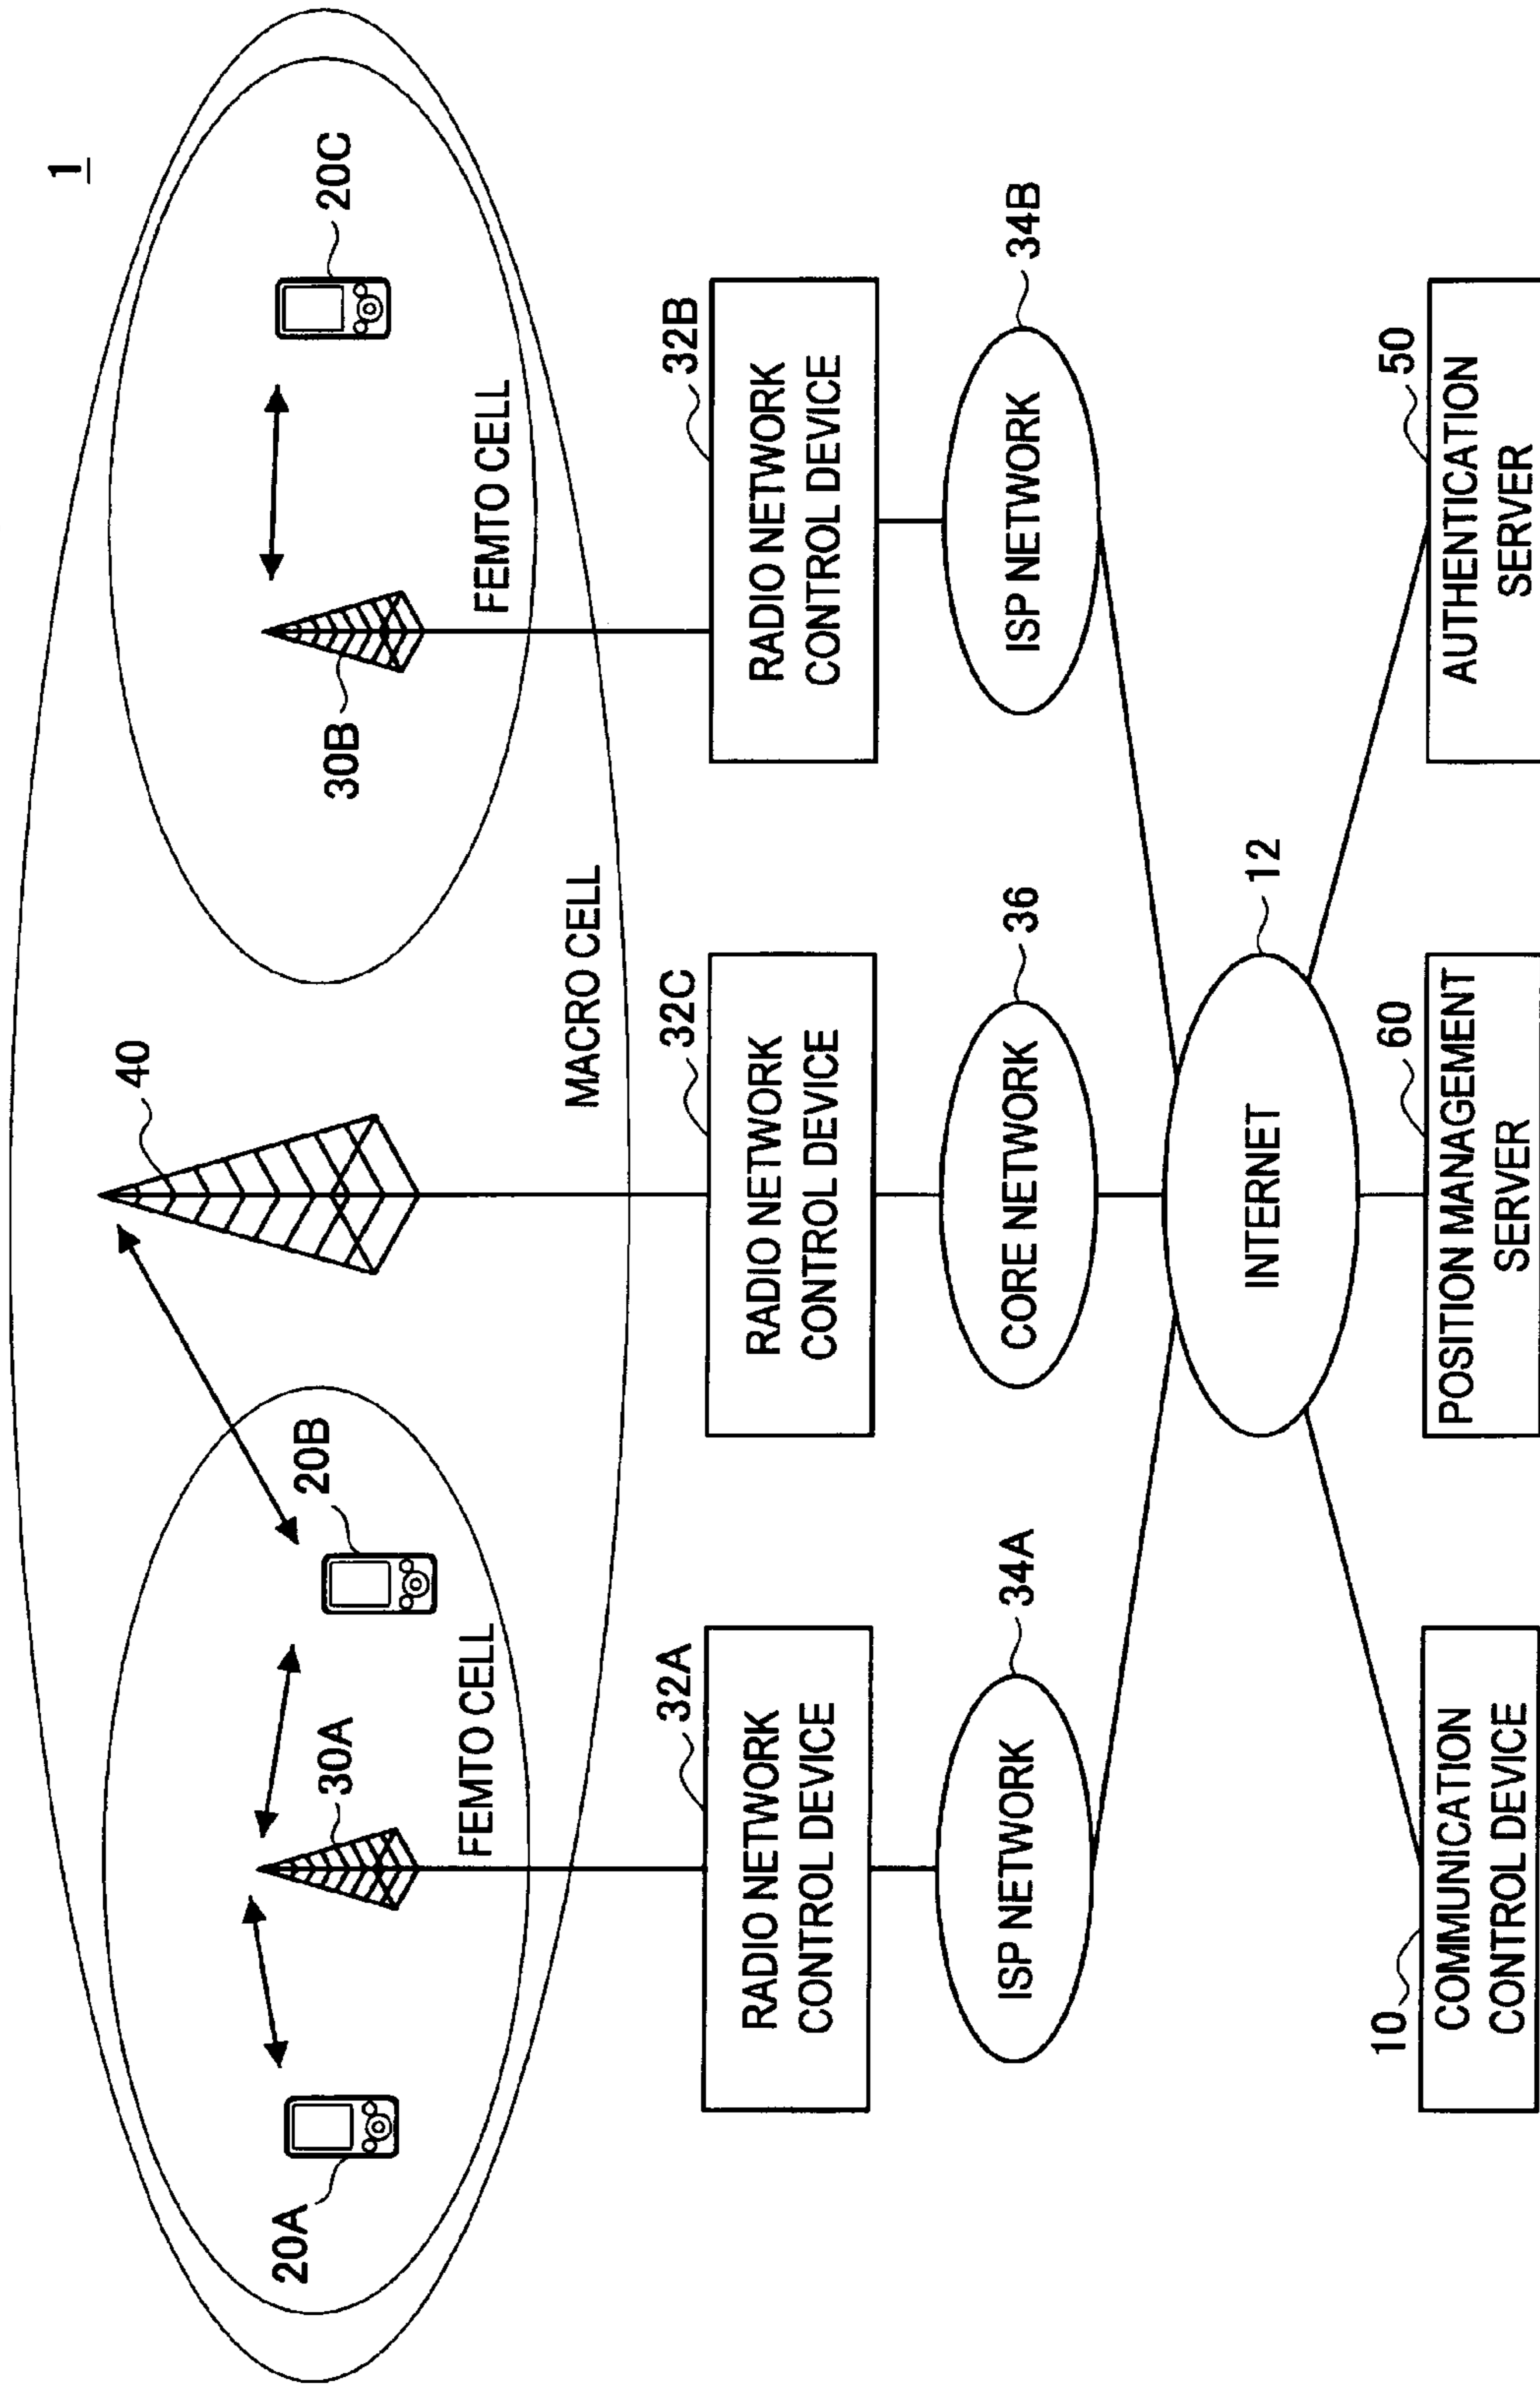 1
40
20A
30A
20B
30B
20C
FEMTO CELL
FEMTO CELL
MACRO CELL
32A
32C
32B
RADIO NETWORK
CONTROL DEVICE
RADIO NETWORK
CONTROL DEVICE
RADIO NETWORK
CONTROL DEVICE
34A
36
34B
ISP NETWORK
CORE NETWORK
ISP NETWORK
12
INTERNET
10
60
50
COMMUNICATION
CONTROL DEVICE
POSITION MANAGEMENT
SERVER
AUTHENTICATION
SERVER